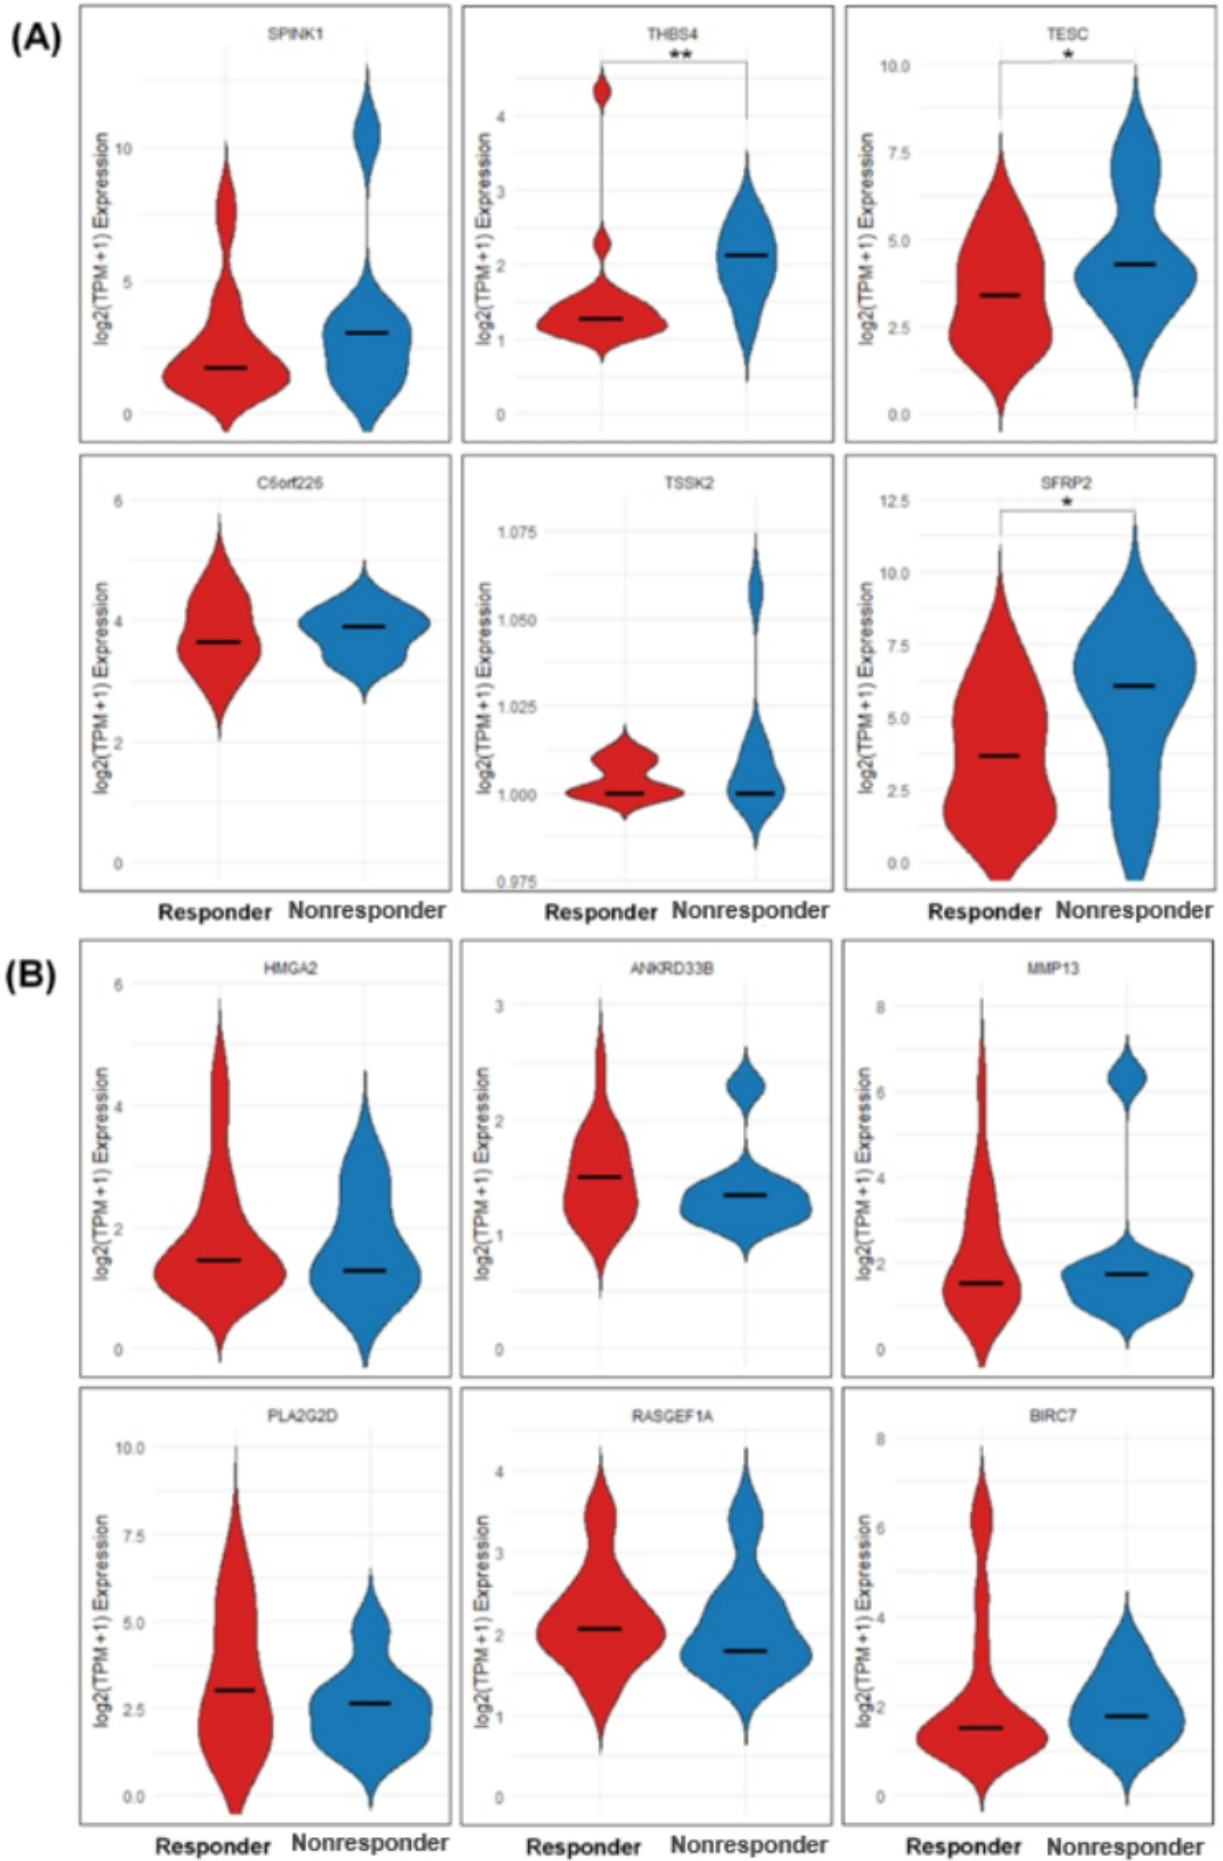 (A)
SPINK1
log2(TPM+1) Expression
10
5
0
THBS4
**
log2(TPM+1) Expression
4
3
2
1
0
TESC
*
log2(TPM+1) Expression
10.0
7.5
5.0
2.5
0.0
C6orf226
log2(TPM+1) Expression
6
4
2
0
TSSK2
log2(TPM+1) Expression
1.075
1.050
1.025
1.000
0.975
SFRP2
*
log2(TPM+1) Expression
12.5
10.0
7.5
5.0
2.5
0.0
Responder Nonresponder
Responder Nonresponder
Responder Nonresponder
(B)
HMGA2
log2(TPM+1) Expression
6
4
2
0
ANKRD33B
log2(TPM+1) Expression
3
2
1
0
MMP13
log2(TPM+1) Expression
8
6
4
2
0
PLA2G2D
log2(TPM+1) Expression
10.0
7.5
5.0
2.5
0.0
RASGEF1A
log2(TPM+1) Expression
4
3
2
1
0
BIRC7
log2(TPM+1) Expression
8
6
4
2
0
Responder Nonresponder
Responder Nonresponder
Responder Nonresponder